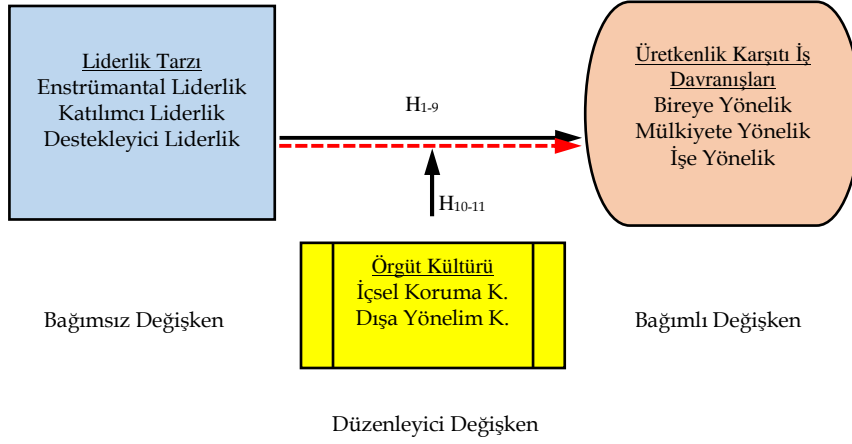 Liderlik Tarzı
Enstrümantal Liderlik
Katılımcı Liderlik
Destekleyici Liderlik
H1-9
Üretkenlik Karşıtı İş
Davranışları
Bireye Yönelik
Mülkiyete Yönelik
İşe Yönelik
H10-11
Örgüt Kültürü
İçsel Koruma K.
Dışa Yönelim K.
Bağımsız Değişken
Bağımlı Değişken
Düzenleyici Değişken